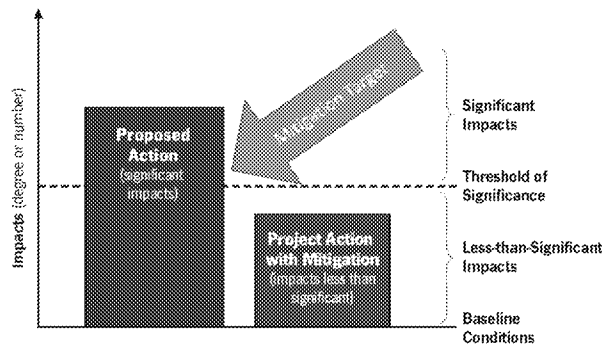 Impacts (degree or number)
Proposed
Action
(significant
impacts)
Mitigation Target
Project Action
with Mitigation
(impacts less than
significant)
Significant
Impacts
Threshold of
Significance
Less-than-Significant
Impacts
Baseline
Conditions